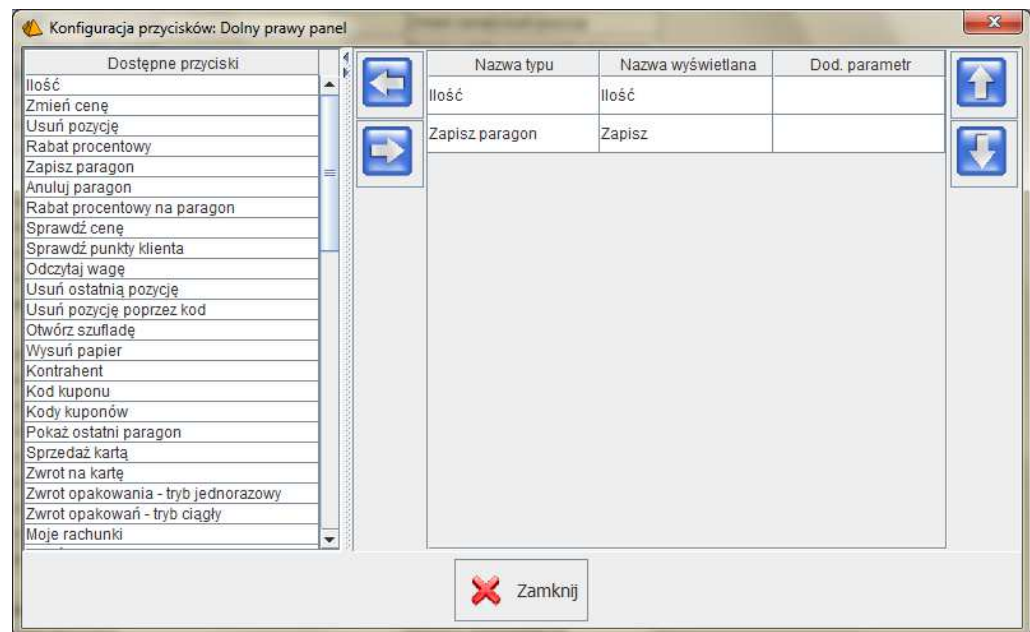 Konfiguracja przycisków: Dolny prawy panel
Dostępne przyciski
Ilość
Zmień cenę
Usuń pozycję
Rabat procentowy
Zapisz paragon
Anuluj paragon
Rabat procentowy na paragon
Sprawdź cenę
Sprawdź punkty klienta
Odczytaj wagę
Usuń ostatnią pozycję
Usuń pozycję poprzez kod
Otwórz szufladę
Wysuń papier
Kontrahent
Kod kuponu
Kody kuponów
Pokaż ostatni paragon
Sprzedaż kartą
Zwrot na kartę
Zwrot opakowania - tryb jednorazowy
Zwrot opakowań - tryb ciągły
Moje rachunki
Nazwa typu Nazwa wyświetlana Dod. parametr
Ilość Ilość
Zapisz paragon Zapisz
Zamknij